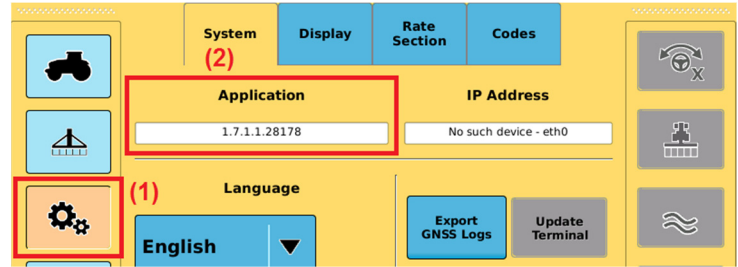 System
Display
Rate
Section
Codes
(2)
X
Application
IP Address
1.7.1.1.28178
No such device - eth0
(1)
Language
English
Export
GNSS Logs
Update
Terminal